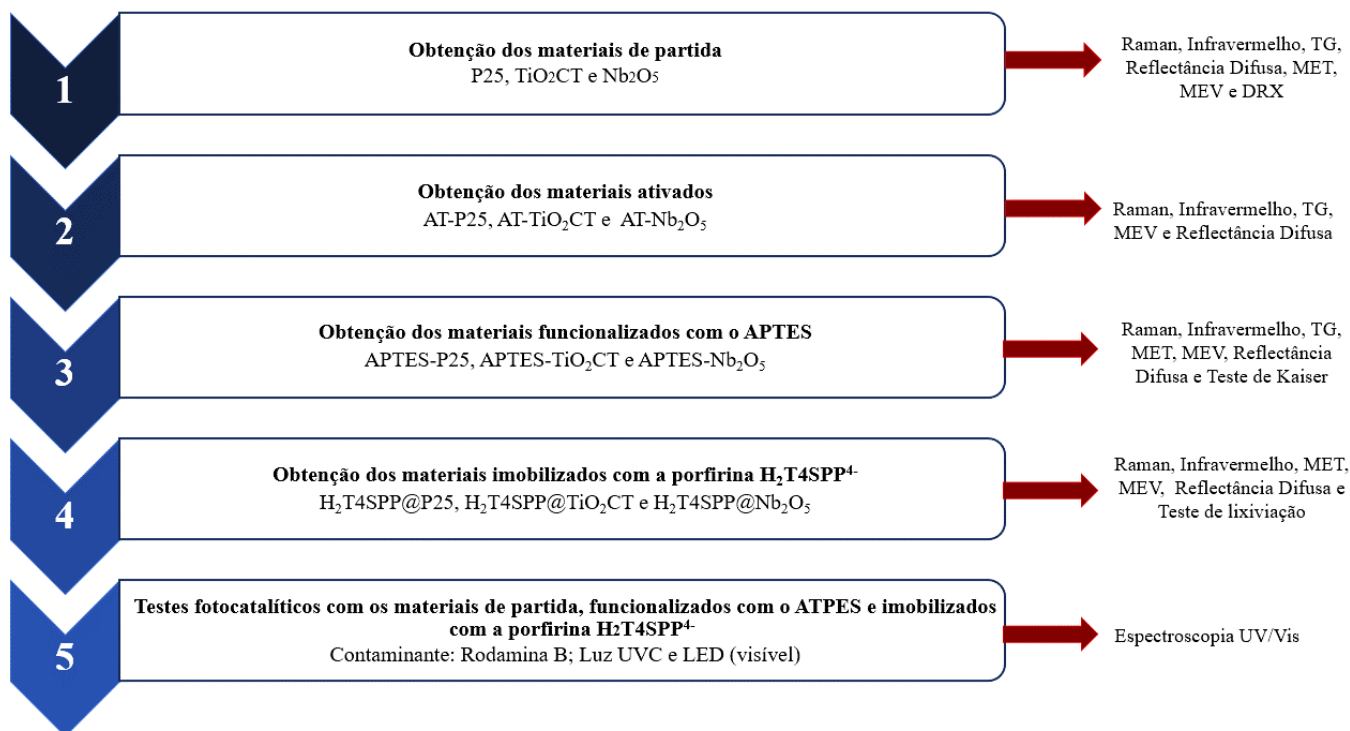 1
Obtenção dos materiais de partida
P25, TiO2CT e Nb2O5
Raman, Infravermelho, TG,
Reflectância Difusa, MET,
MEV e DRX
2
Obtenção dos materiais ativados
AT-P25, AT-TiO₂CT e AT-Nb₂O₅
Raman, Infravermelho, TG,
MEV e Reflectância Difusa
3
Obtenção dos materiais funcionalizados com o APTES
APTES-P25, APTES-TiO₂CT e APTES-Nb₂O₅
Raman, Infravermelho, TG,
MET, MEV, Reflectância
Difusa e Teste de Kaiser
4
Obtenção dos materiais imobilizados com a porfirina H₂T4SPP⁴⁻
H₂T4SPP@P25, H₂T4SPP@TiO₂CT e H₂T4SPP@Nb₂O₅
Raman, Infravermelho, MET,
MEV, Reflectância Difusa e
Teste de lixiviação
5
Testes fotocatalíticos com os materiais de partida, funcionalizados com o ATPES e imobilizados
com a porfirina H2T4SPP⁴⁻
Contaminante: Rodamina B; Luz UVC e LED (visível)
Espectroscopia UV/Vis